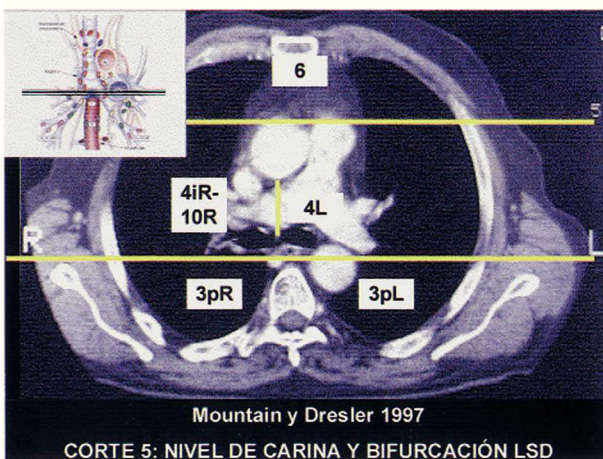 6
5
4iR-
10R
4L
R
L
3pR
3pL
Mountain y Dresler 1997
CORTE 5: NIVEL DE CARINA Y BIFURCACIÓN LSD